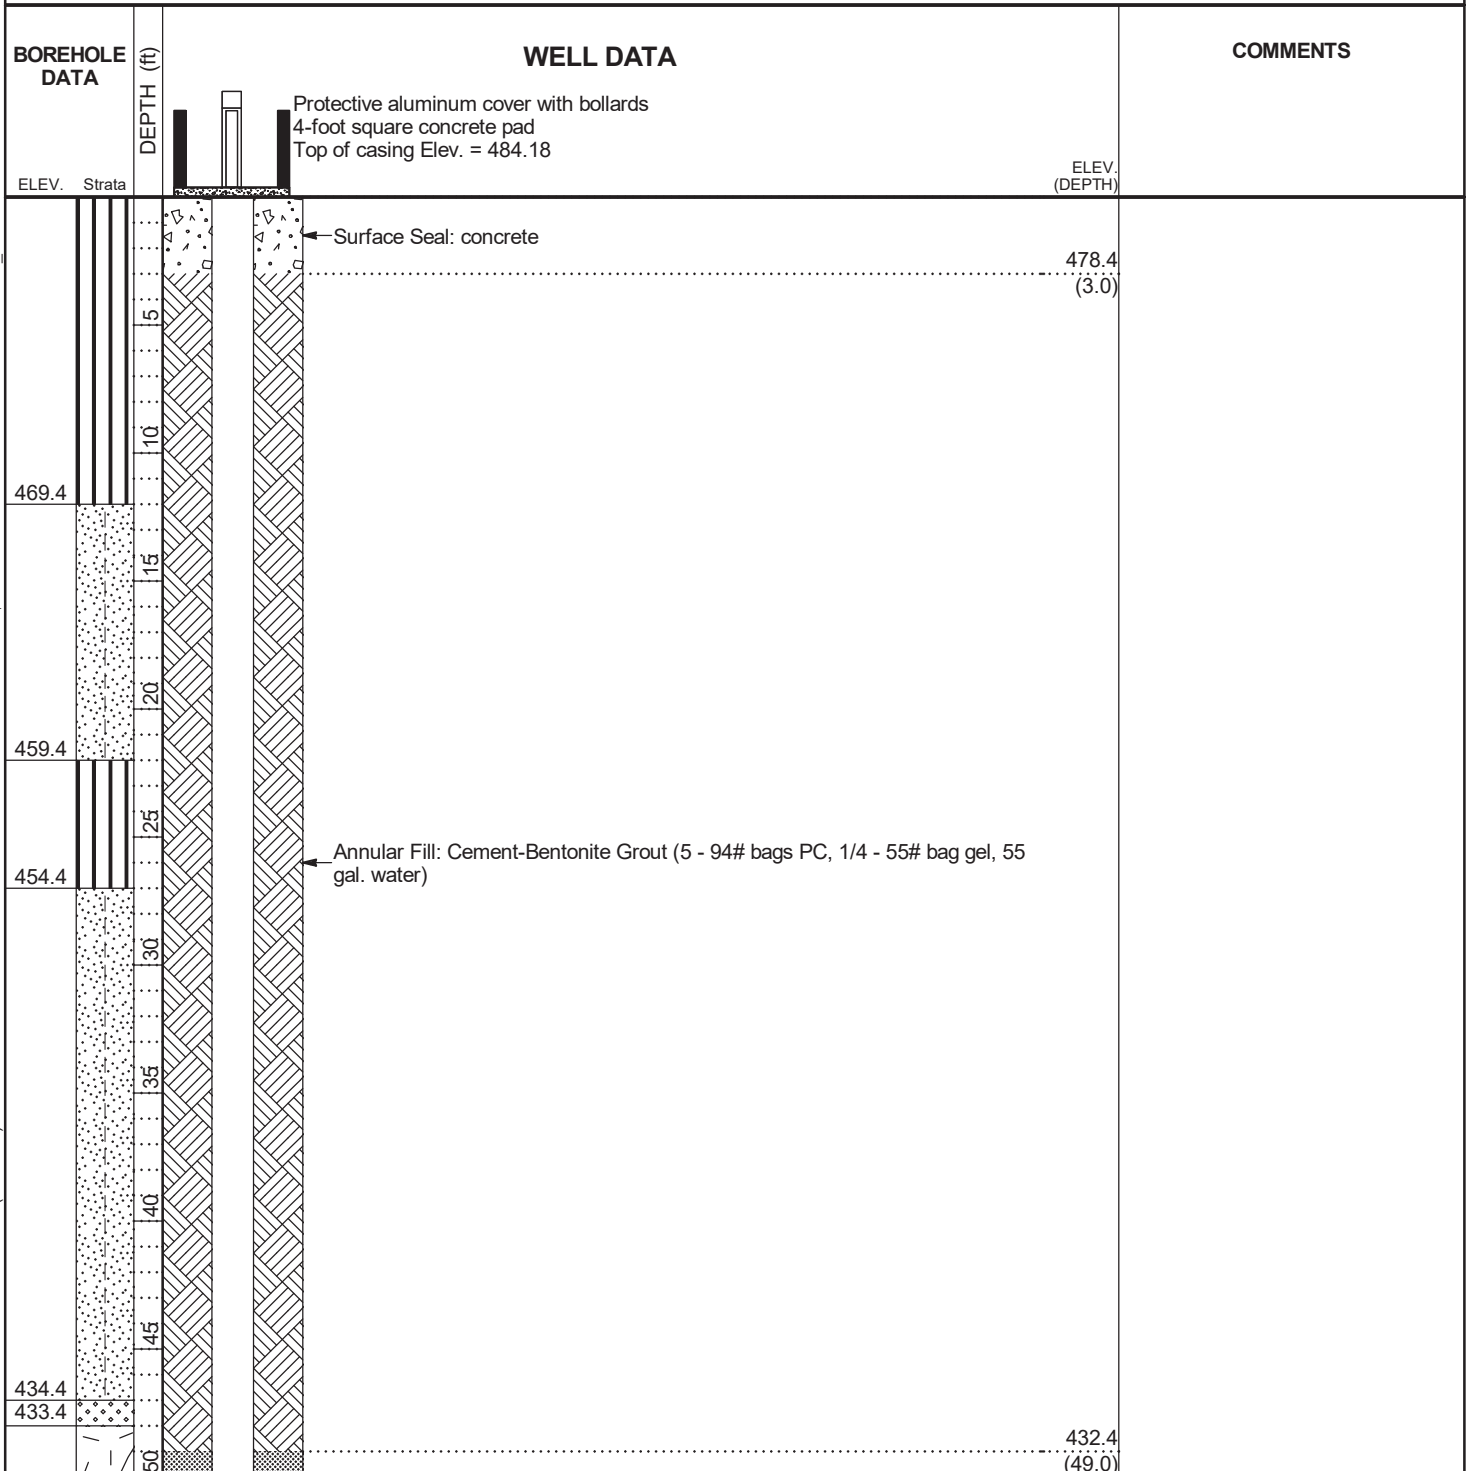 BOREHOLE
DATA
DEPTH (ft)
WELL DATA
COMMENTS
Protective aluminum cover with bollards
4-foot square concrete pad
Top of casing Elev. = 484.18
ELEV.
(DEPTH)
ELEV. Strata
Surface Seal: concrete
478.4
(3.0)
5
10
469.4
15
20
459.4
25
Annular Fill: Cement-Bentonite Grout (5 - 94# bags PC, 1/4 - 55# bag gel, 55
gal. water)
454.4
30
35
40
45
434.4
433.4
432.4
50
(49.0)